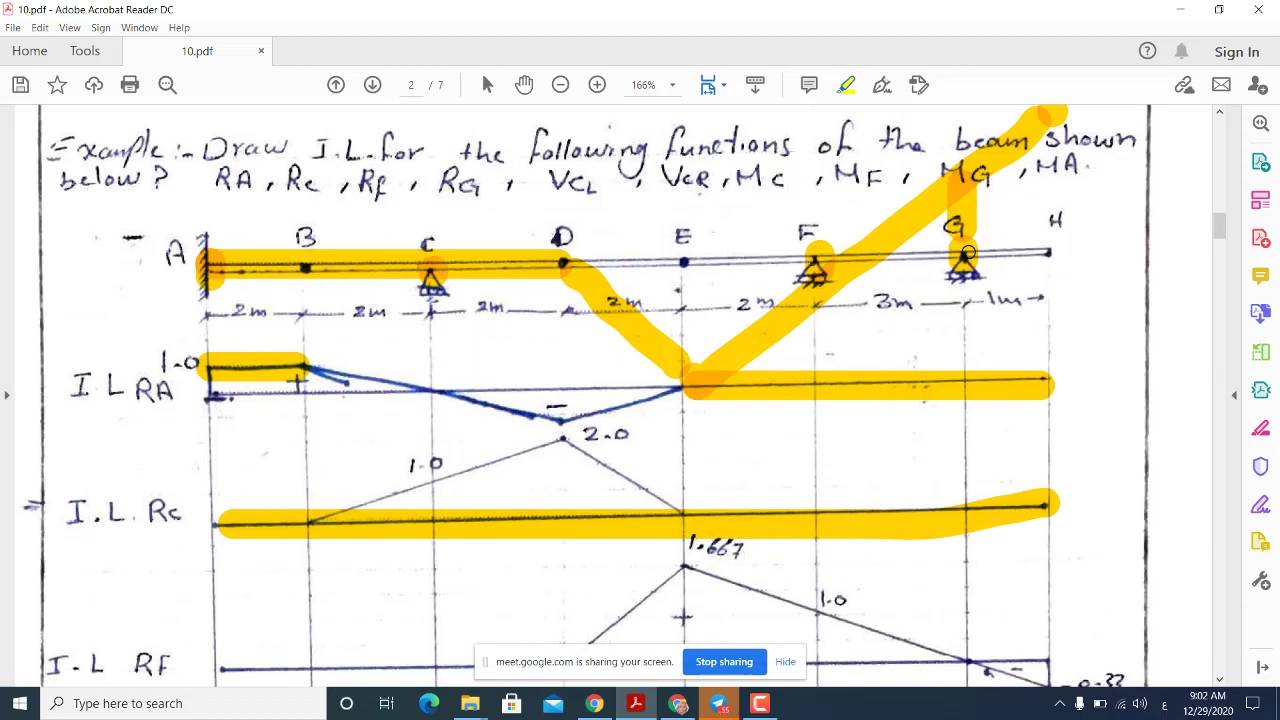 10.pdf - Adobe Acrobat Reader DC
File Edit View Sign Window Help
Home Tools 10.pdf × Sign In
2 / 7 166%
Example:- Draw I.L. for the following functions of the beam shown
below? RA, Rc, Rf, RG, VCL, VCR, Mc, MF, MG, MA.
A B C D E F G H
2m 2m 2m 2m 2m 3m 1m
1.0
I L RA + −
2.0
1.0
I.L. Rc
1.667
1.0
+
I.L RF −
meet.google.com is sharing your screen. Stop sharing Hide
Type here to search
55
9:02 AM
E
12/29/2020